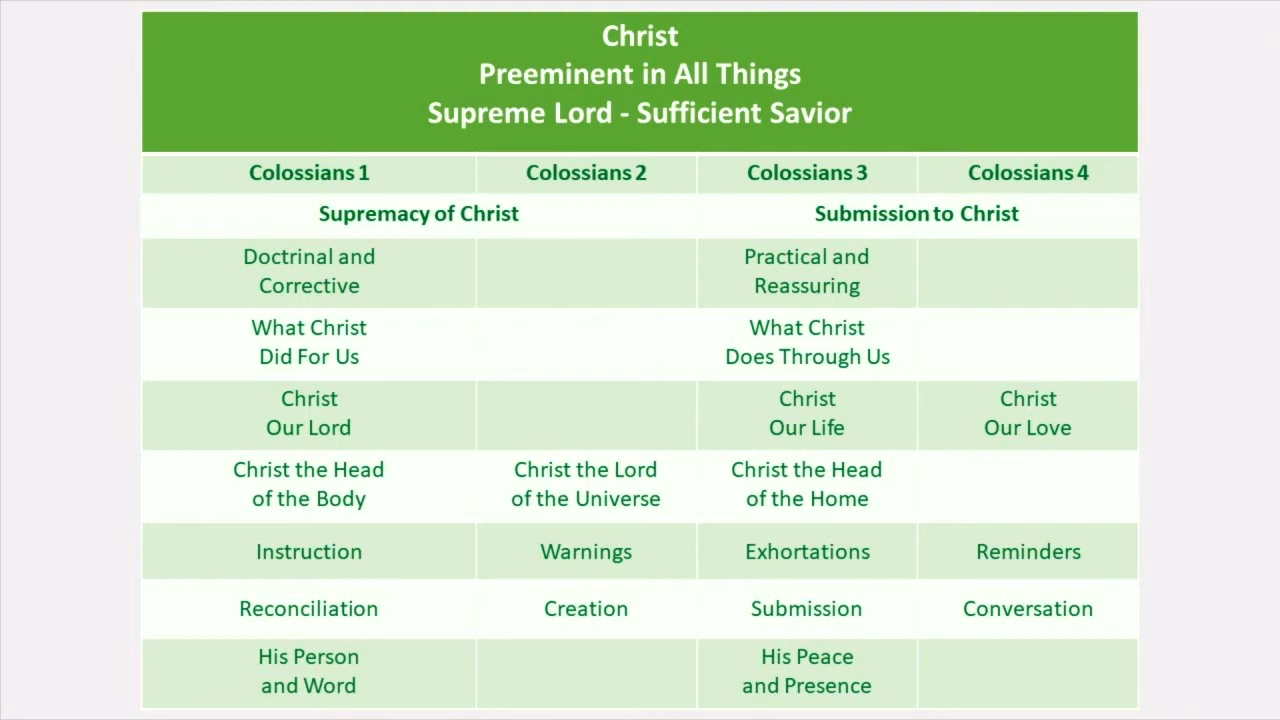 Christ
Preeminent in All Things
Supreme Lord - Sufficient Savior
Colossians 1 Colossians 2 Colossians 3 Colossians 4
Supremacy of Christ Submission to Christ
Doctrinal and Practical and
Corrective Reassuring
What Christ What Christ
Did For Us Does Through Us
Christ Christ Christ
Our Lord Our Life Our Love
Christ the Head Christ the Lord Christ the Head
of the Body of the Universe of the Home
Instruction Warnings Exhortations Reminders
Reconciliation Creation Submission Conversation
His Person His Peace
and Word and Presence